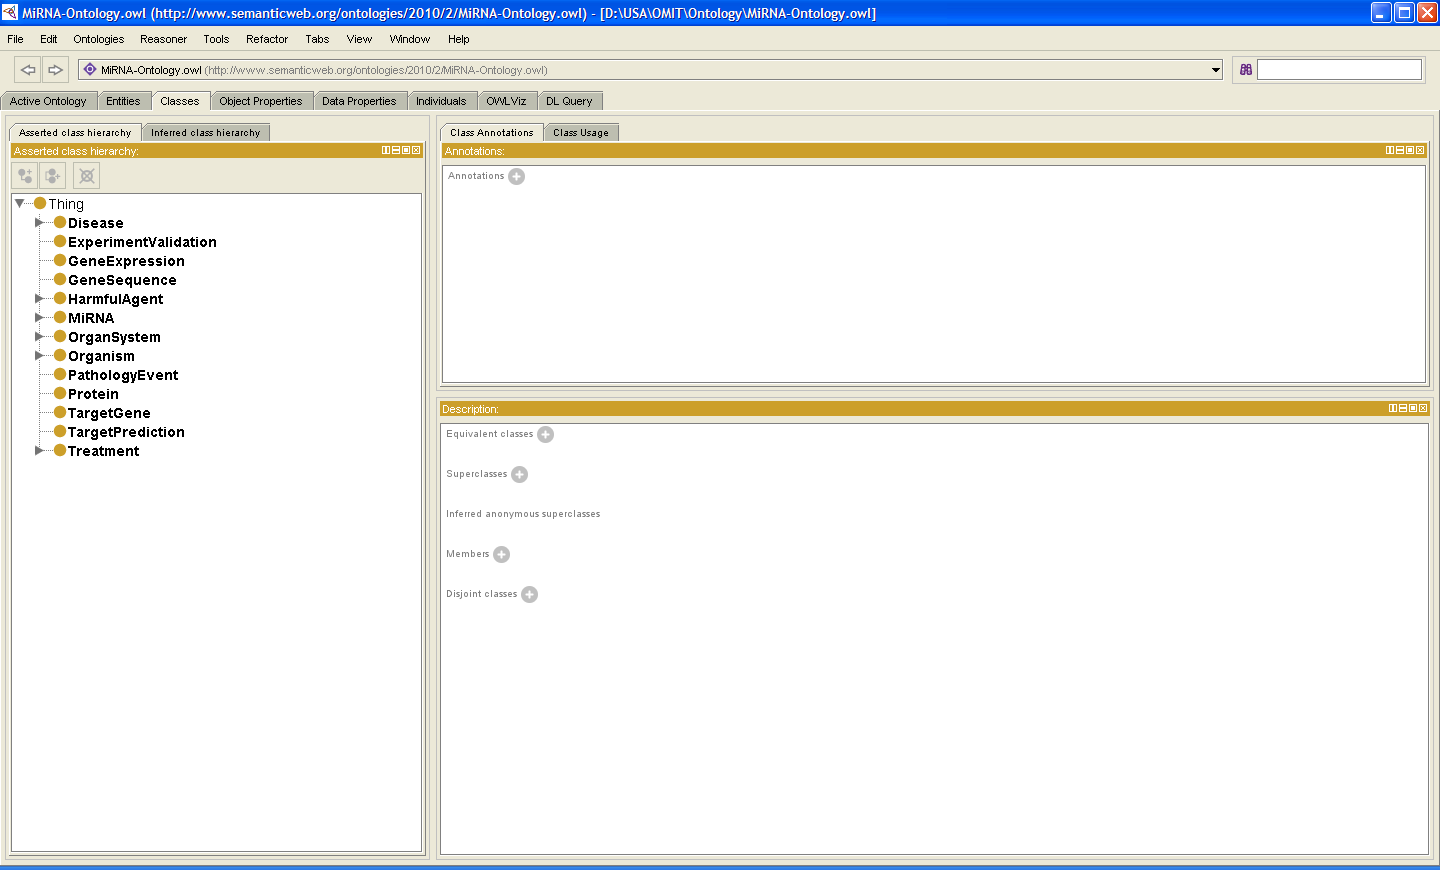 MiRNA-Ontology.owl (http://www.semanticweb.org/ontologies/2010/2/MiRNA-Ontology.owl) - [D:\USA\OMIT\Ontology\MiRNA-Ontology.owl]
File Edit Ontologies Reasoner Tools Refactor Tabs View Window Help
MiRNA-Ontology.owl (http://www.semanticweb.org/ontologies/2010/2/MiRNA-Ontology.owl)
Active Ontology Entities Classes Object Properties Data Properties Individuals OWLViz DL Query
Asserted class hierarchy Inferred class hierarchy
Asserted class hierarchy:
Thing
Disease
ExperimentValidation
GeneExpression
GeneSequence
HarmfulAgent
MiRNA
OrganSystem
Organism
PathologyEvent
Protein
TargetGene
TargetPrediction
Treatment
Class Annotations Class Usage
Annotations:
Annotations
Description:
Equivalent classes
Superclasses
Inferred anonymous superclasses
Members
Disjoint classes